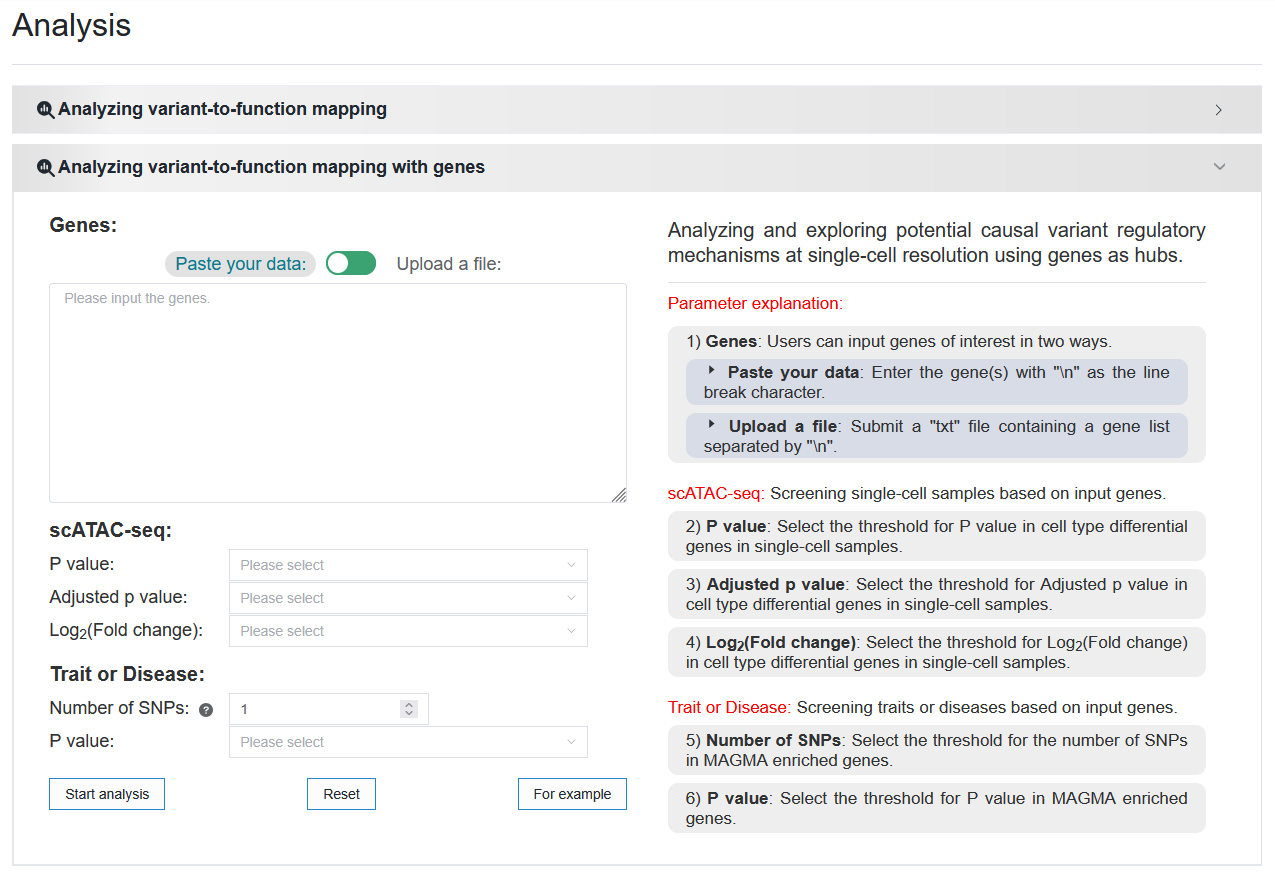 Analysis
Analyzing variant-to-function mapping
Analyzing variant-to-function mapping with genes
Genes:
Paste your data: Upload a file:
Please input the genes.
scATAC-seq:
P value: Please select
Adjusted p value: Please select
Log₂(Fold change): Please select
Trait or Disease:
Number of SNPs: ? 1
P value: Please select
Start analysis Reset For example
Analyzing and exploring potential causal variant regulatory
mechanisms at single-cell resolution using genes as hubs.
Parameter explanation:
1) Genes: Users can input genes of interest in two ways.
Paste your data: Enter the gene(s) with "\n" as the line
break character.
Upload a file: Submit a "txt" file containing a gene list
separated by "\n".
scATAC-seq: Screening single-cell samples based on input genes.
2) P value: Select the threshold for P value in cell type differential
genes in single-cell samples.
3) Adjusted p value: Select the threshold for Adjusted p value in
cell type differential genes in single-cell samples.
4) Log₂(Fold change): Select the threshold for Log₂(Fold change)
in cell type differential genes in single-cell samples.
Trait or Disease: Screening traits or diseases based on input genes.
5) Number of SNPs: Select the threshold for the number of SNPs
in MAGMA enriched genes.
6) P value: Select the threshold for P value in MAGMA enriched
genes.